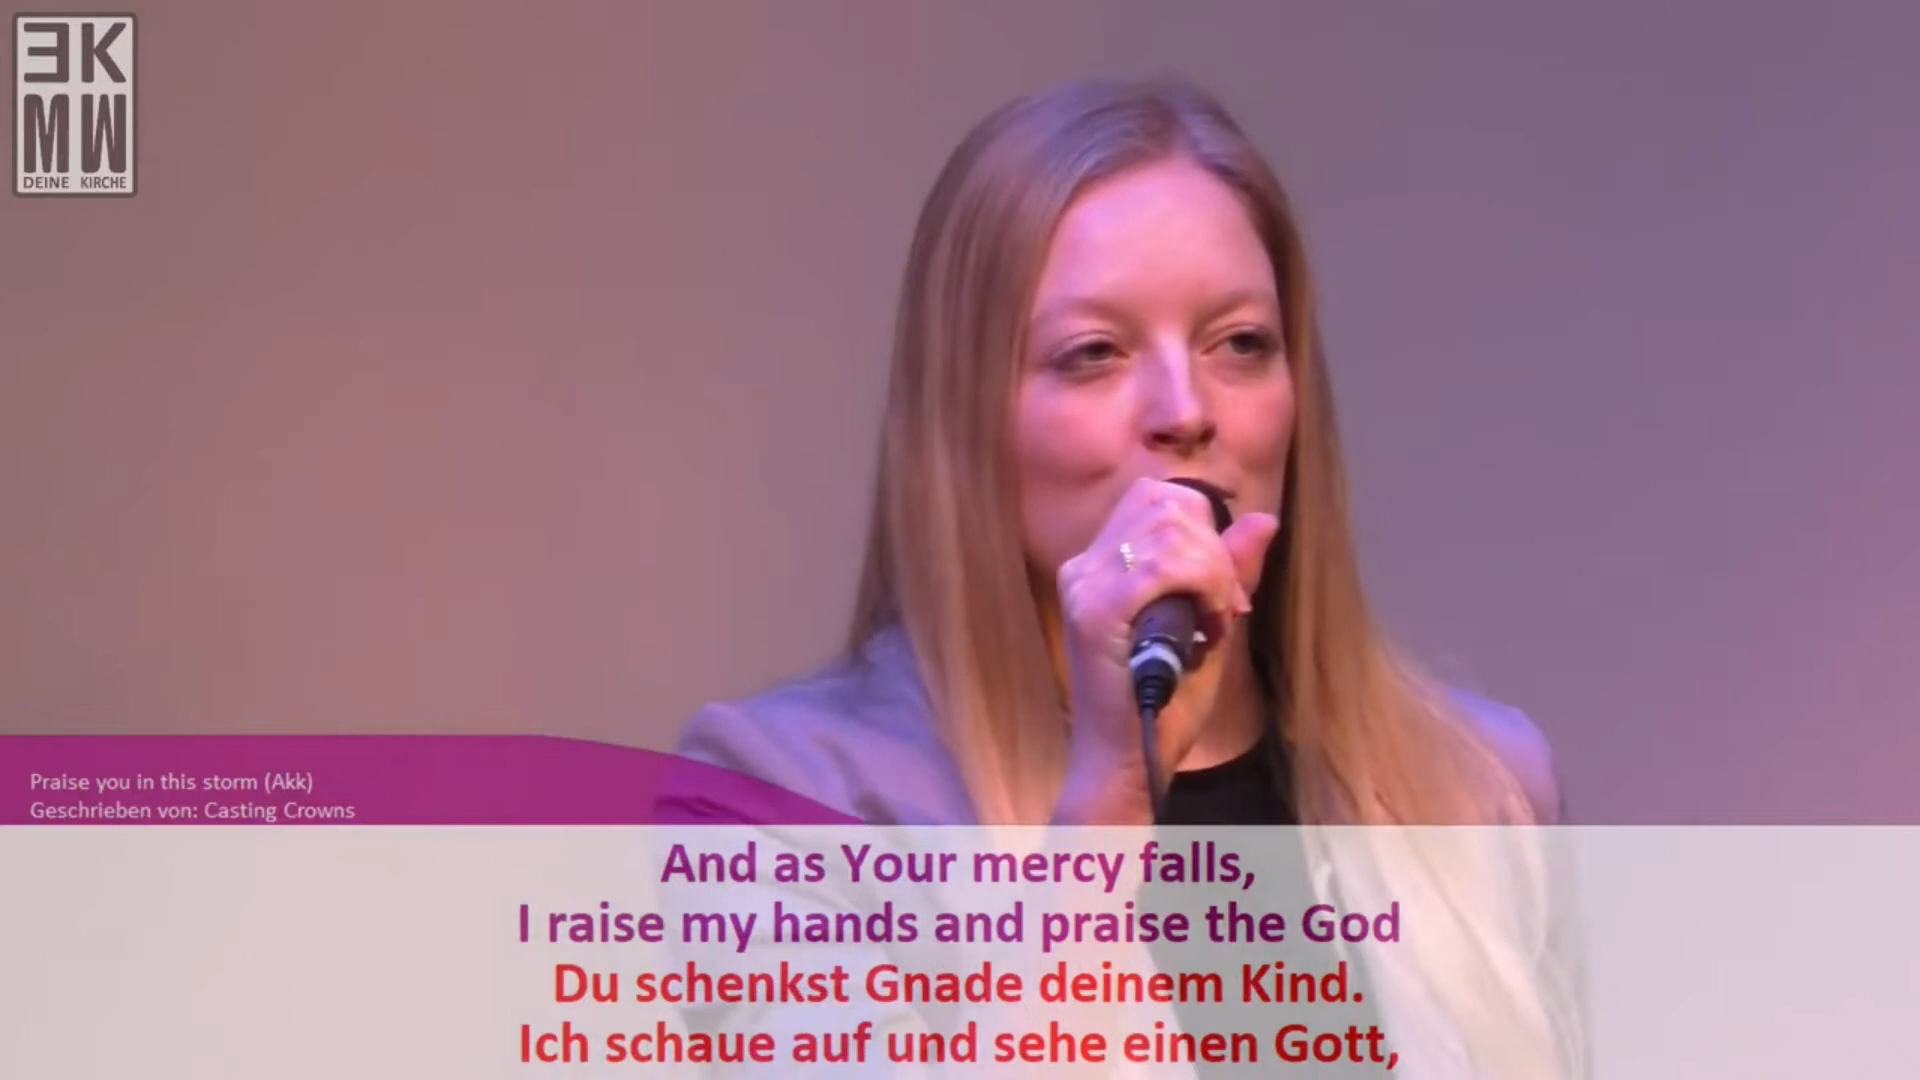 EK
MW
DEINE KIRCHE
Praise you in this storm (Akk)
Geschrieben von: Casting Crowns
And as Your mercy falls,
I raise my hands and praise the God
Du schenkst Gnade deinem Kind.
Ich schaue auf und sehe einen Gott,